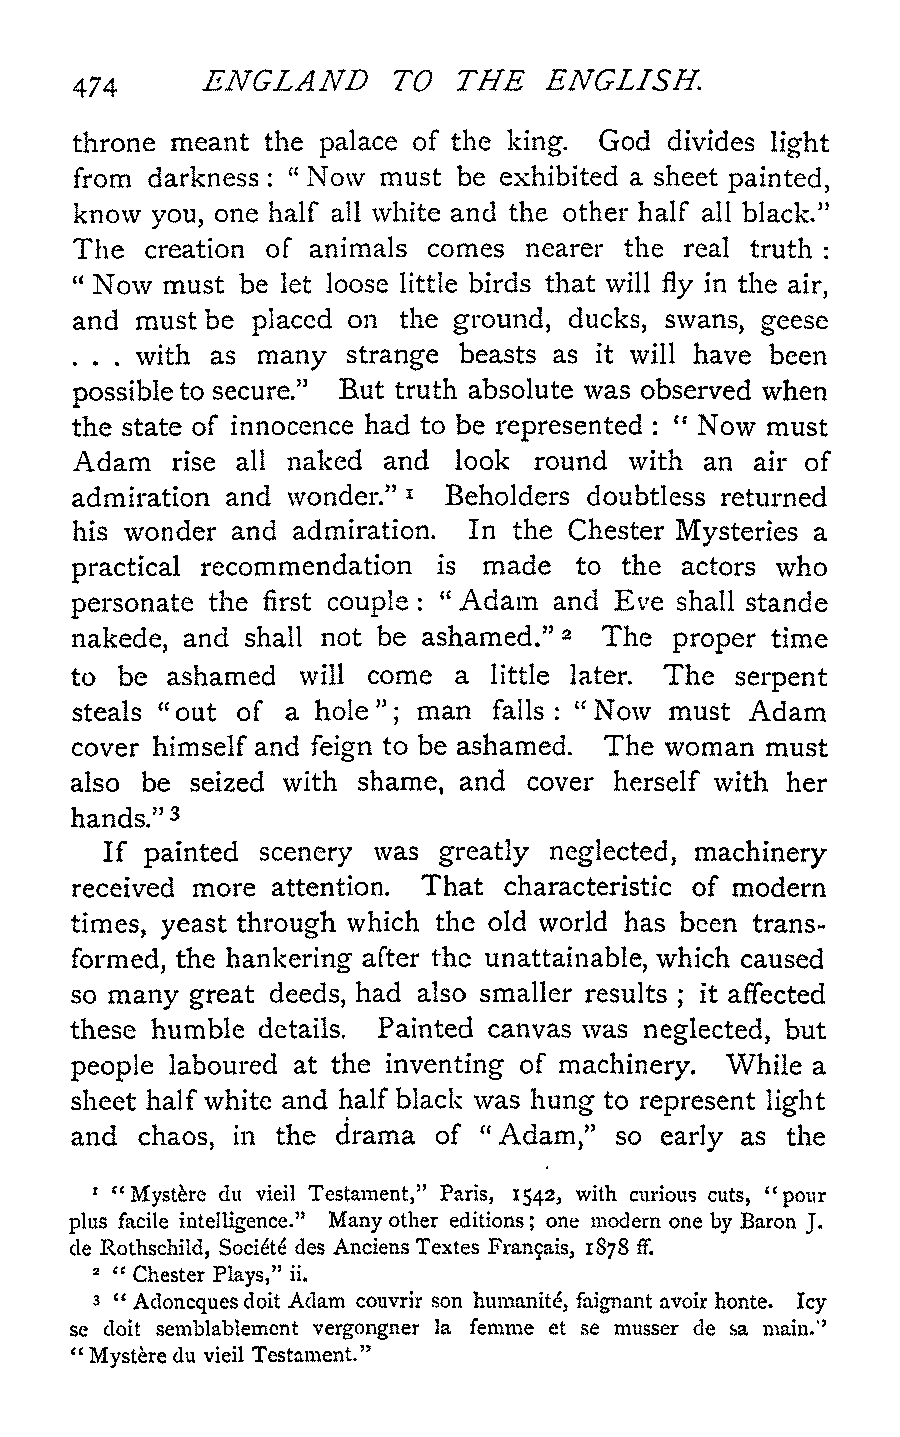 474 ENGLAND TO THE ENGLISH.
throne meant the palace of the king. God divides light
from darkness : “ Now must be exhibited a sheet painted,
know you, one half all white and the other half all black.”
The creation of animals comes nearer the real truth :
“ Now must be let loose little birds that will fly in the air,
and must be placed on the ground, ducks, swans, geese
. . . with as many strange beasts as it will have been
possible to secure.” But truth absolute was observed when
the state of innocence had to be represented : “ Now must
Adam rise all naked and look round with an air of
admiration and wonder.” 1 Beholders doubtless returned
his wonder and admiration. In the Chester Mysteries a
practical recommendation is made to the actors who
personate the first couple : “ Adam and Eve shall stande
nakede, and shall not be ashamed.” 2 The proper time
to be ashamed will come a little later. The serpent
steals “ out of a hole ” ; man falls : “ Now must Adam
cover himself and feign to be ashamed. The woman must
also be seized with shame, and cover herself with her
hands.” 3
If painted scenery was greatly neglected, machinery
received more attention. That characteristic of modern
times, yeast through which the old world has been trans-
formed, the hankering after the unattainable, which caused
so many great deeds, had also smaller results ; it affected
these humble details. Painted canvas was neglected, but
people laboured at the inventing of machinery. While a
sheet half white and half black was hung to represent light
and chaos, in the drama of “ Adam,” so early as the
1 “ Mystère du vieil Testament,” Paris, 1542, with curious cuts, “ pour
plus facile intelligence.” Many other editions ; one modern one by Baron J.
de Rothschild, Société des Anciens Textes Français, 1878 ff.
2 “ Chester Plays,” ii.
3 “ Adoncques doit Adam couvrir son humanité, faignant avoir honte. Icy
se doit semblablement vergongner la femme et se musser de sa main.”
“ Mystère du vieil Testament.”